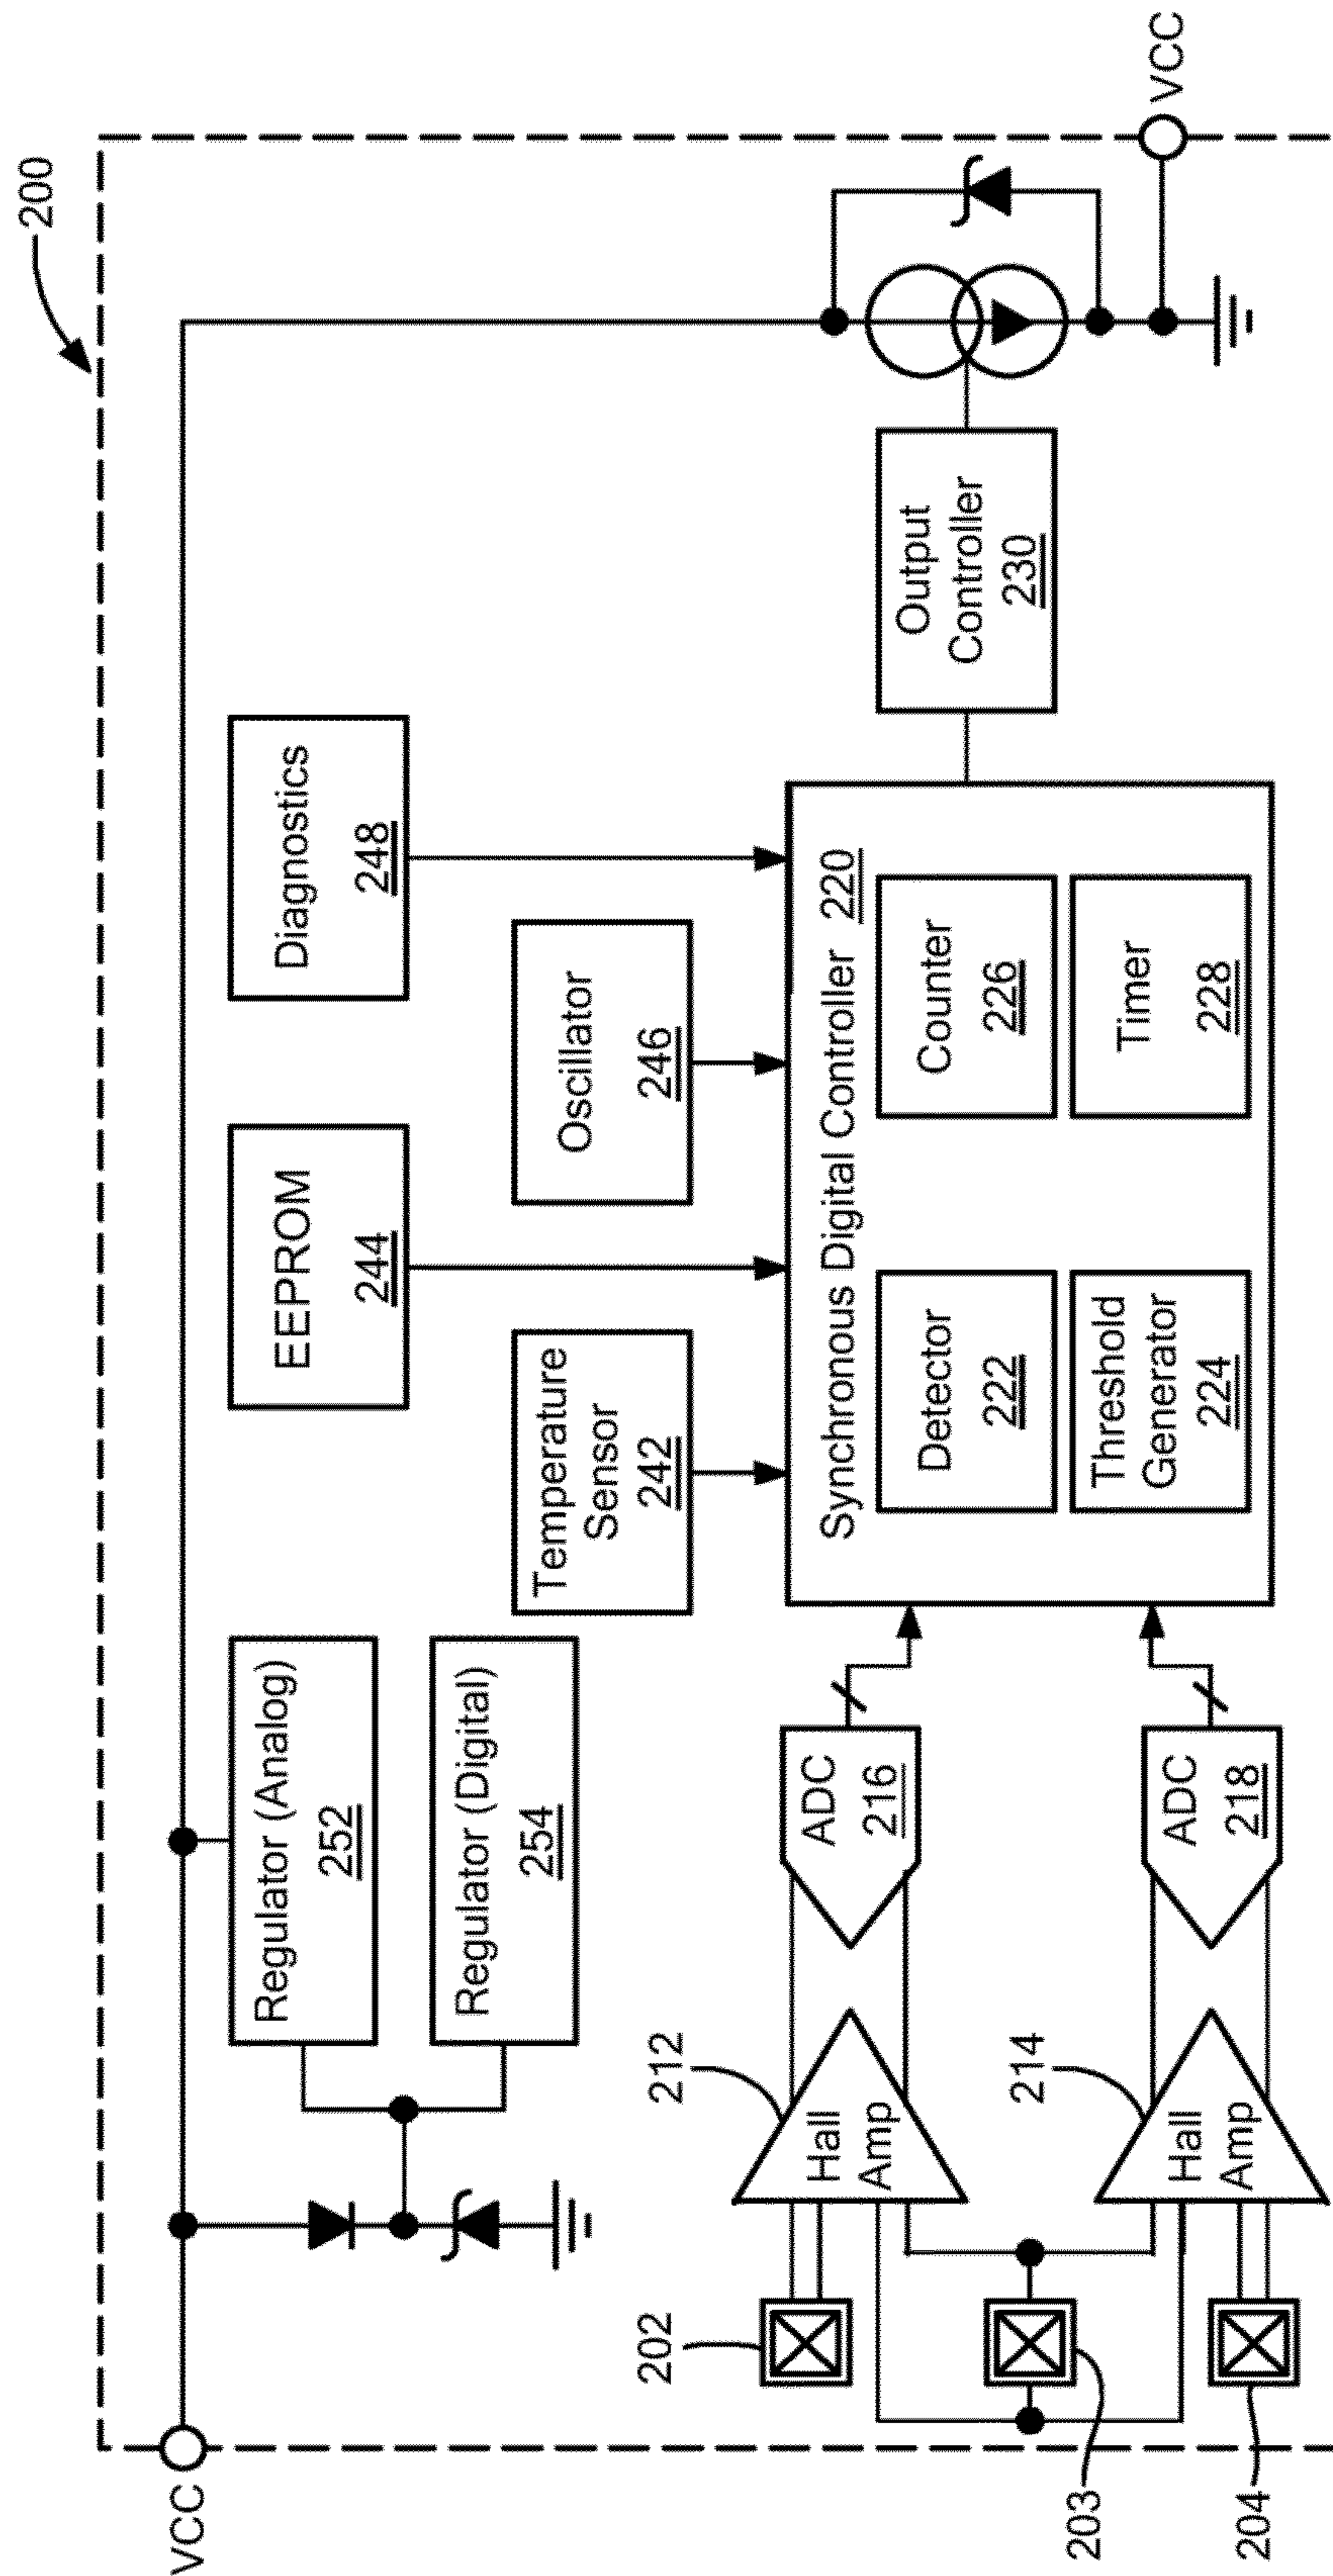 200
VCC
Regulator (Analog)
252
Regulator (Digital)
254
EEPROM
244
Diagnostics
248
Temperature
Sensor
242
Oscillator
246
202
203
204
212
Hall
Amp
214
Hall
Amp
ADC
216
ADC
218
Synchronous Digital Controller 220
Detector
222
Counter
226
Threshold
Generator
224
Timer
228
Output
Controller
230
VCC